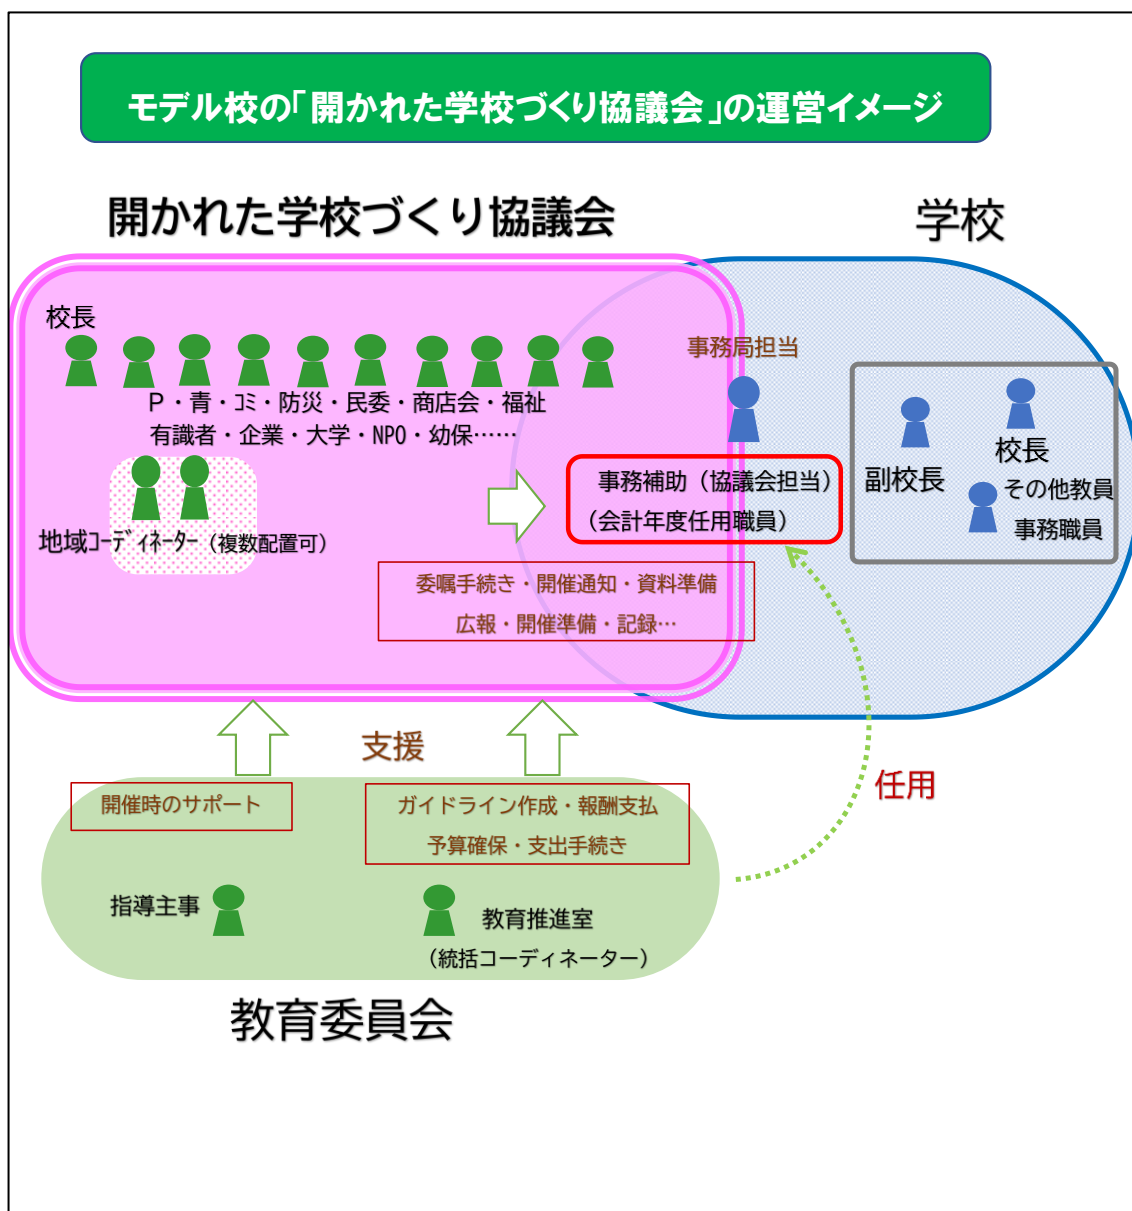 モデル校の「開かれた学校づくり協議会」の運営イメージ
開かれた学校づくり協議会
学校
校長
P・青・コミ・防災・民委・商店会・福祉
有識者・企業・大学・NPO・幼保……
地域コーディネーター（複数配置可）
事務局担当
事務補助（協議会担当）
（会計年度任用職員）
委嘱手続き・開催通知・資料準備
広報・開催準備・記録…
副校長
校長
その他教員
事務職員
支援
任用
開催時のサポート
ガイドライン作成・報酬支払
予算確保・支出手続き
指導主事
教育推進室
（統括コーディネーター）
教育委員会